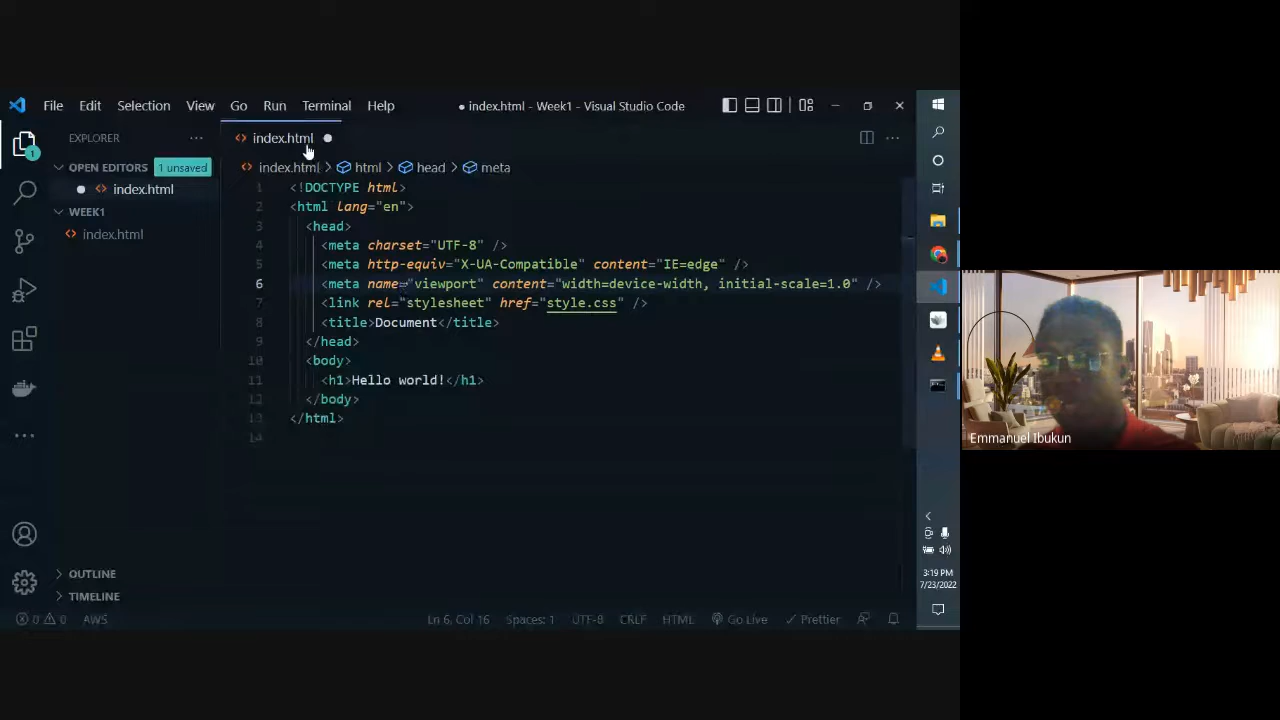 File Edit Selection View Go Run Terminal Help
● index.html - Week1 - Visual Studio Code
EXPLORER
index.html
OPEN EDITORS 1 unsaved
index.html > html > head > meta
index.html
WEEK1
index.html
1 <!DOCTYPE html>
2 <html lang="en">
3 <head>
4 <meta charset="UTF-8" />
5 <meta http-equiv="X-UA-Compatible" content="IE=edge" />
6 <meta name="viewport" content="width=device-width, initial-scale=1.0" />
7 <link rel="stylesheet" href="style.css" />
8 <title>Document</title>
9 </head>
10 <body>
11 <h1>Hello world!</h1>
12 </body>
13 </html>
14
1
OUTLINE
TIMELINE
0 0 AWS
Ln 6, Col 16 Spaces: 1 UTF-8 CRLF HTML Go Live Prettier
3:19 PM
7/23/2022
Emmanuel Ibukun